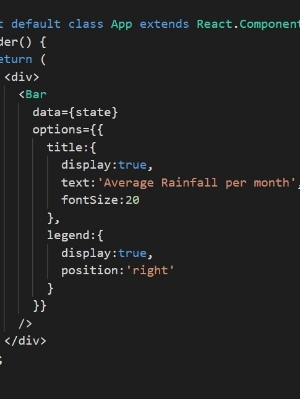 t default class App extends React.Component
der() {
eturn (
<div>
<Bar
data={state}
options={{
title:{
display:true,
text:'Average Rainfall per month',
fontSize:20
},
legend:{
display:true,
position:'right'
}
}}
/>
</div>
;